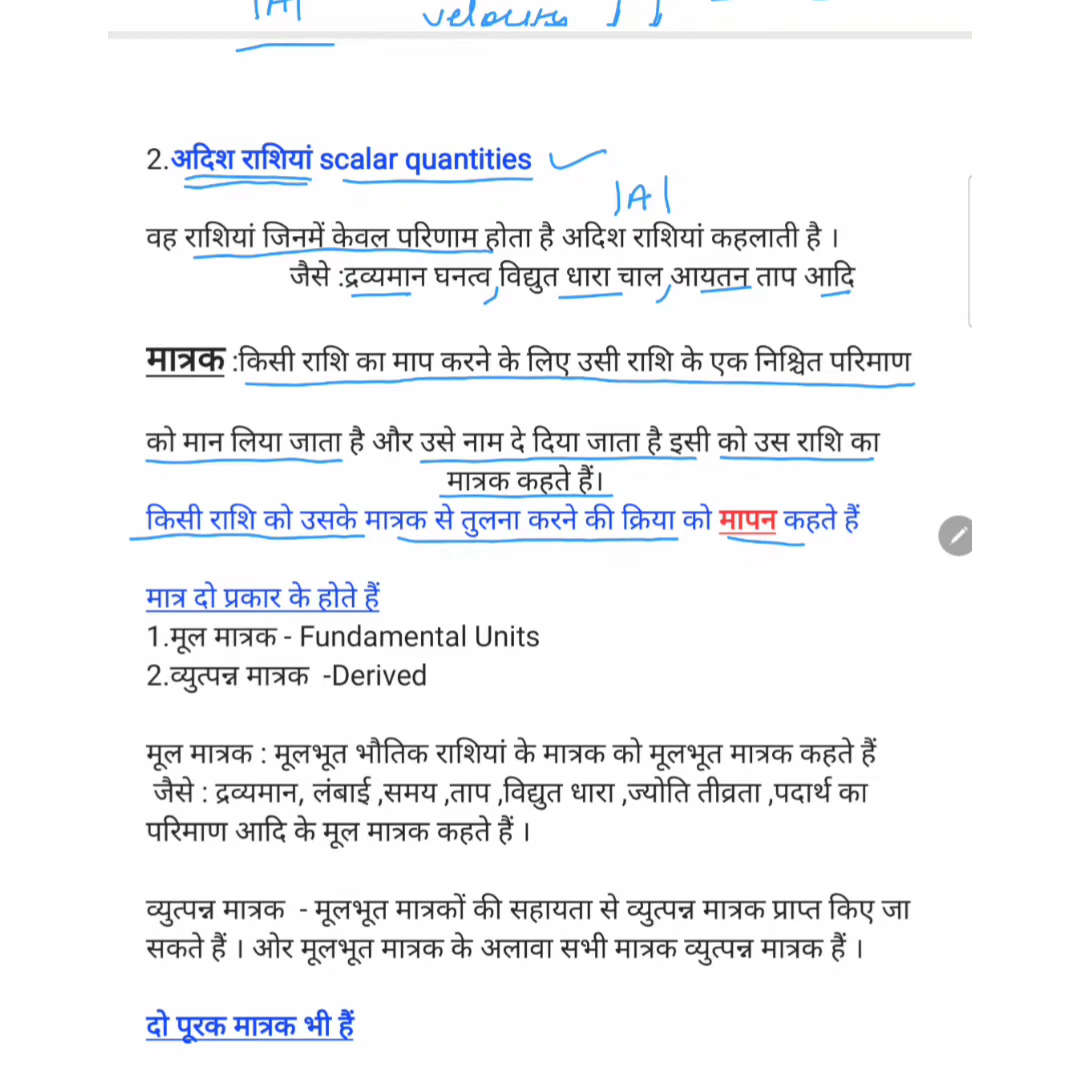 |A| velocity
2.अदिश राशियां scalar quantities
|A|
वह राशियां जिनमें केवल परिणाम होता है अदिश राशियां कहलाती है ।
जैसे :द्रव्यमान घनत्व,विद्युत धारा चाल,आयतन ताप आदि
मात्रक :किसी राशि का माप करने के लिए उसी राशि के एक निश्चित परिमाण
को मान लिया जाता है और उसे नाम दे दिया जाता है इसी को उस राशि का
मात्रक कहते हैं।
किसी राशि को उसके मात्रक से तुलना करने की क्रिया को मापन कहते हैं
मात्र दो प्रकार के होते हैं
1.मूल मात्रक - Fundamental Units
2.व्युत्पन्न मात्रक -Derived
मूल मात्रक : मूलभूत भौतिक राशियां के मात्रक को मूलभूत मात्रक कहते हैं
जैसे : द्रव्यमान, लंबाई ,समय ,ताप ,विद्युत धारा ,ज्योति तीव्रता ,पदार्थ का
परिमाण आदि के मूल मात्रक कहते हैं ।
व्युत्पन्न मात्रक - मूलभूत मात्रकों की सहायता से व्युत्पन्न मात्रक प्राप्त किए जा
सकते हैं । ओर मूलभूत मात्रक के अलावा सभी मात्रक व्युत्पन्न मात्रक हैं ।
दो पूरक मात्रक भी हैं